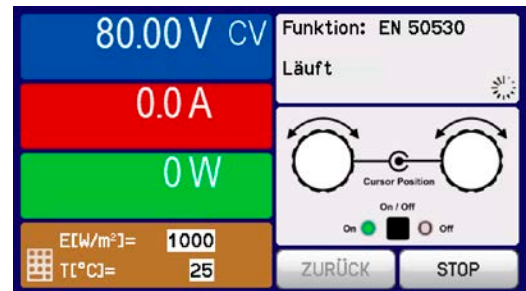 80.00 V CV
0.0 A
0 W
E[W/m²]= 1000
T[°C]= 25
Funktion: EN 50530
Läuft
Cursor Position
On / Off
On Off
ZURÜCK STOP